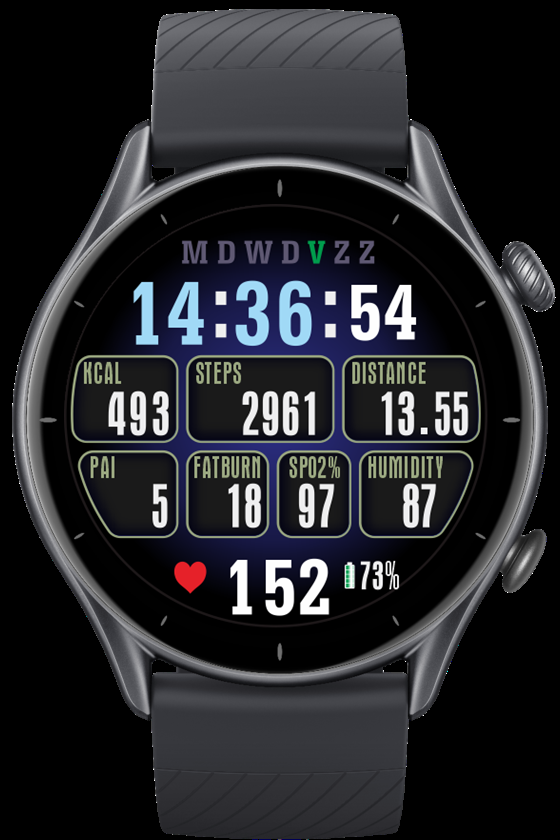 M D W D V Z Z
14:36:54
KCAL STEPS DISTANCE
493 2961 13.55
PAI FATBURN SPO2% HUMIDITY
5 18 97 87
152 73%